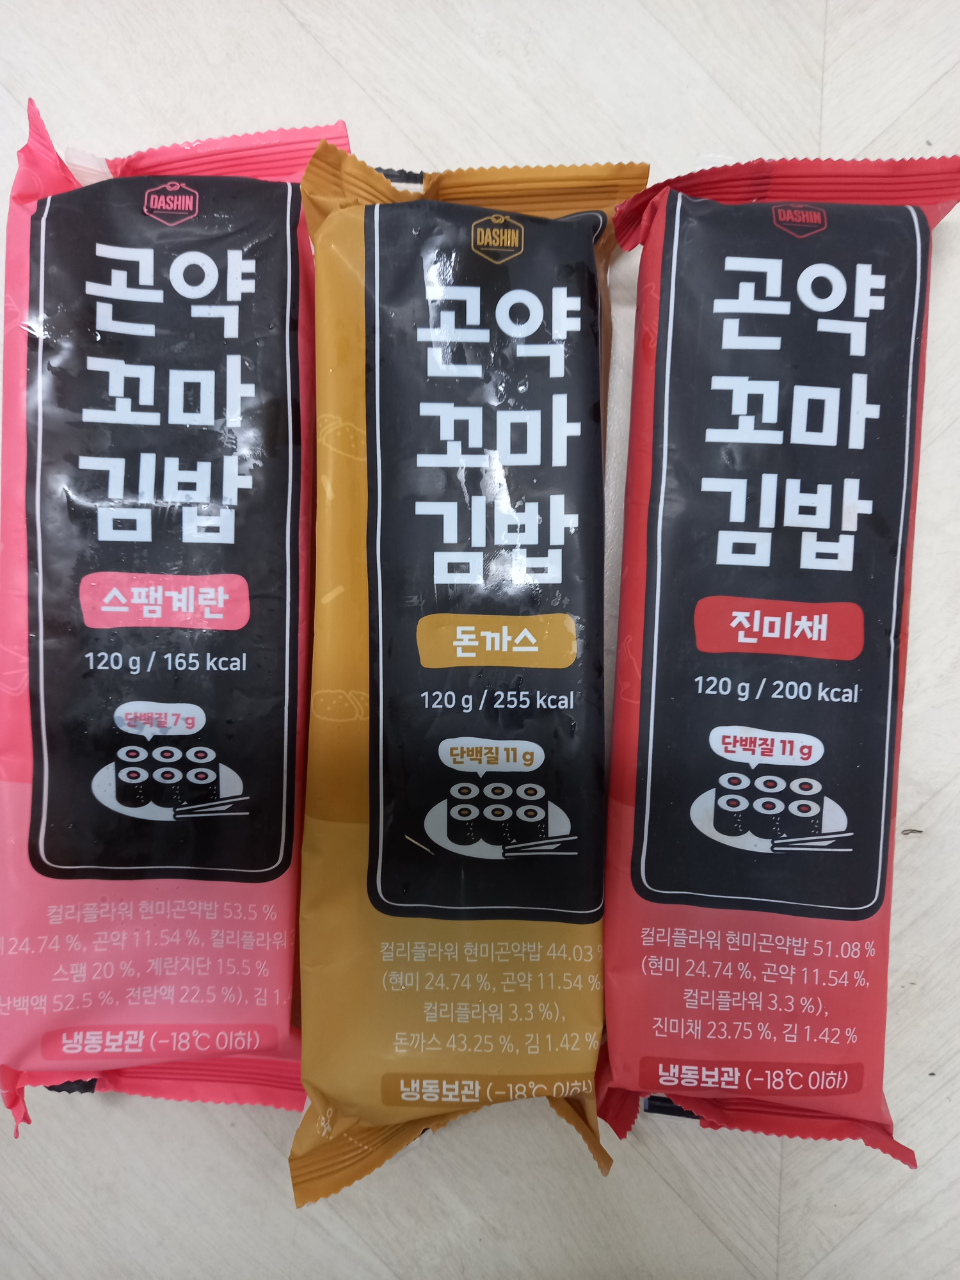 DASHIN
곤약
꼬마
김밥
스팸계란
120 g / 165 kcal
단백질 7 g
컬리플라워 현미곤약밥 53.5 %
24.74 %, 곤약 11.54 %, 컬리플라워
스팸 20 %, 계란지단 15.5 %
난백액 52.5 %, 전란액 22.5 %), 김 1.
냉동보관 (-18℃ 이하)
DASHIN
곤약
꼬마
김밥
돈까스
120 g / 255 kcal
단백질 11 g
컬리플라워 현미곤약밥 44.03 %
(현미 24.74 %, 곤약 11.54 %,
컬리플라워 3.3 %),
돈까스 43.25 %, 김 1.42 %
냉동보관 (-18℃ 이하)
DASHIN
곤약
꼬마
김밥
진미채
120 g / 200 kcal
단백질 11 g
컬리플라워 현미곤약밥 51.08 %
(현미 24.74 %, 곤약 11.54 %,
컬리플라워 3.3 %),
진미채 23.75 %, 김 1.42 %
냉동보관 (-18℃ 이하)